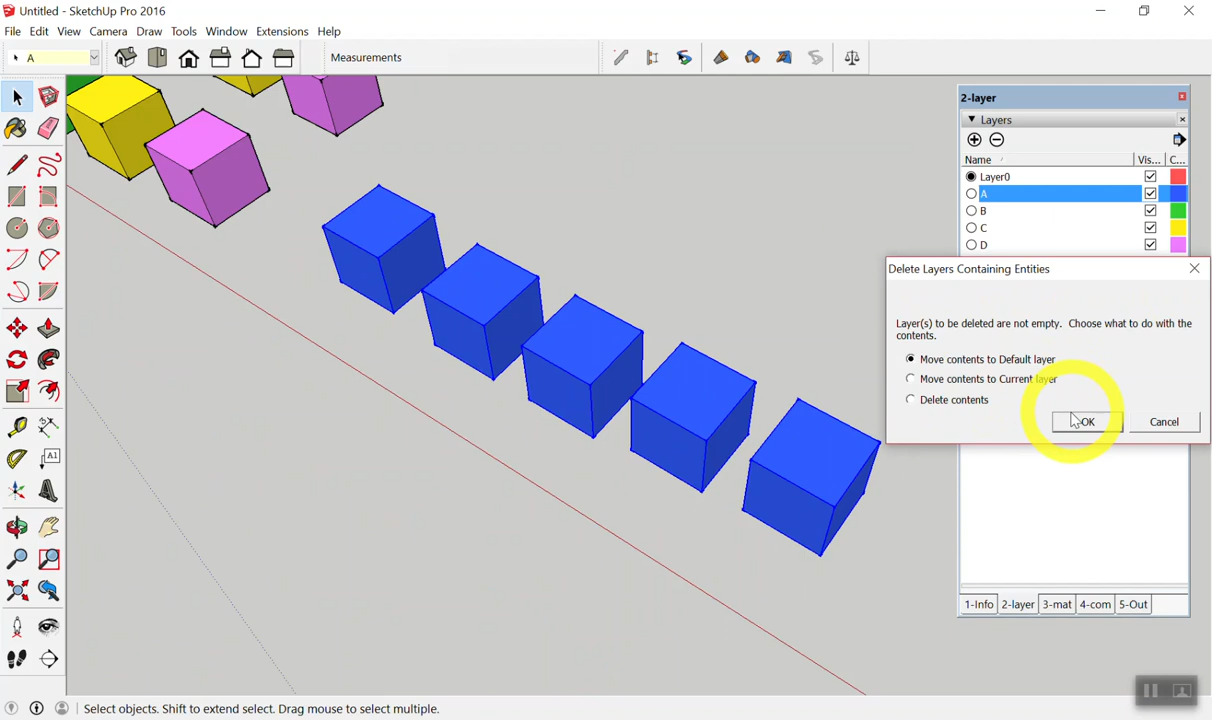 Untitled - SketchUp Pro 2016
File Edit View Camera Draw Tools Window Extensions Help
A
Measurements
2-layer
Layers
Name Vis... C...
Layer0
A
B
C
D
Delete Layers Containing Entities
Layer(s) to be deleted are not empty. Choose what to do with the
contents.
Move contents to Default layer
Move contents to Current layer
Delete contents
OK Cancel
A1
1-Info 2-layer 3-mat 4-com 5-Out
Select objects. Shift to extend select. Drag mouse to select multiple.